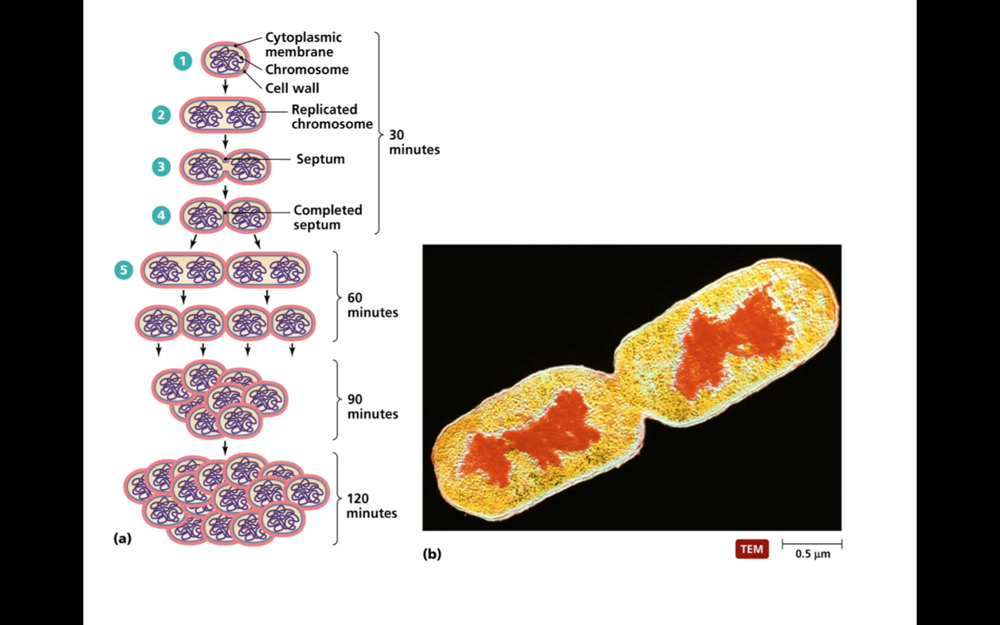 Cytoplasmic
membrane
1
Chromosome
Cell wall
2
Replicated
chromosome
30
minutes
3
Septum
4
Completed
septum
5
60
minutes
90
minutes
120
minutes
(a)
(b)
TEM
0.5 μm